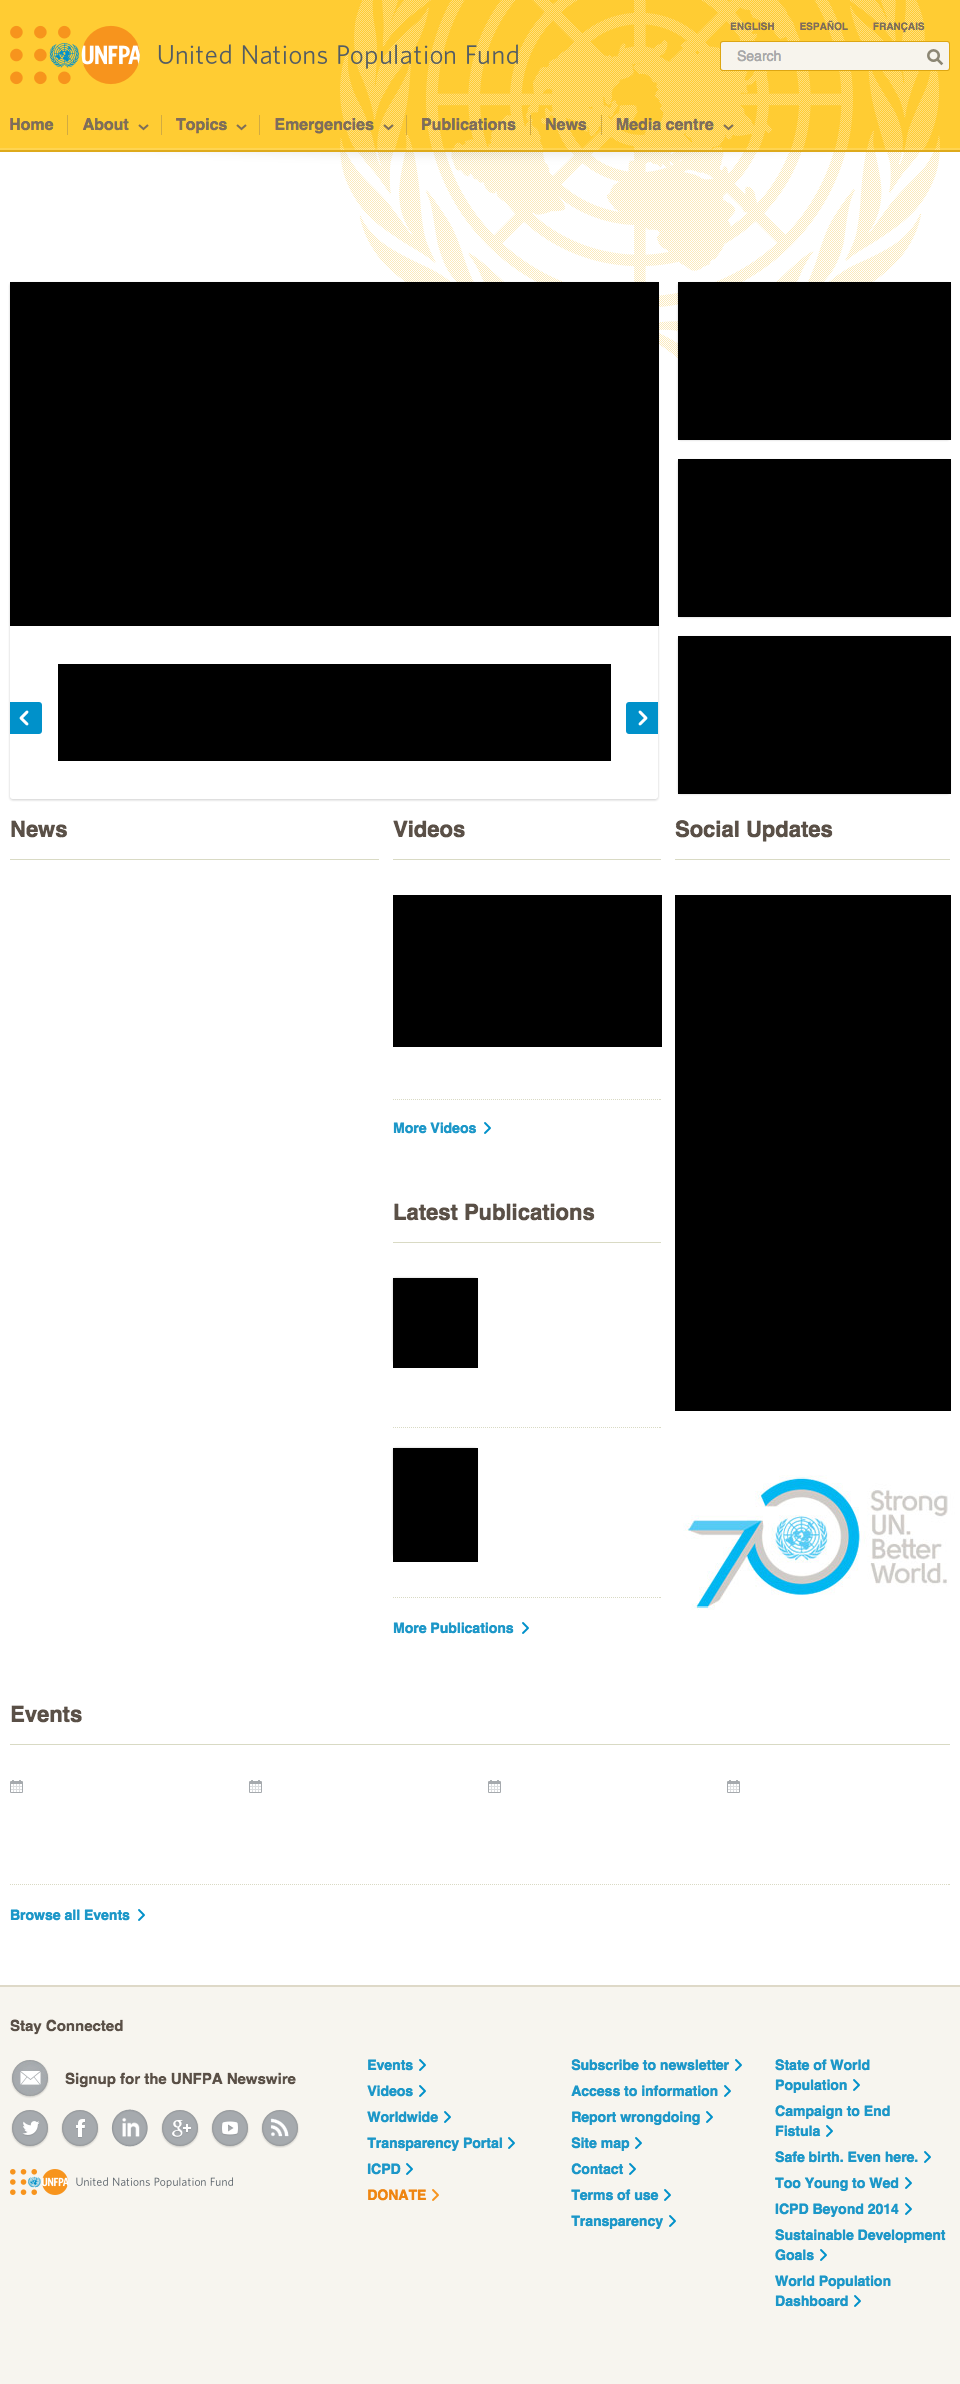 ENGLISH ESPAÑOL FRANÇAIS
UNFPA United Nations Population Fund
Search
Home About Topics Emergencies Publications News Media centre
News
Videos
Social Updates
More Videos
Latest Publications
Strong
UN.
Better
World.
70
More Publications
Events
Browse all Events
Stay Connected
Signup for the UNFPA Newswire
in
g+
UNFPA United Nations Population Fund
Events
Videos
Worldwide
Transparency Portal
ICPD
DONATE
Subscribe to newsletter
Access to information
Report wrongdoing
Site map
Contact
Terms of use
Transparency
State of World
Population
Campaign to End
Fistula
Safe birth. Even here.
Too Young to Wed
ICPD Beyond 2014
Sustainable Development
Goals
World Population
Dashboard